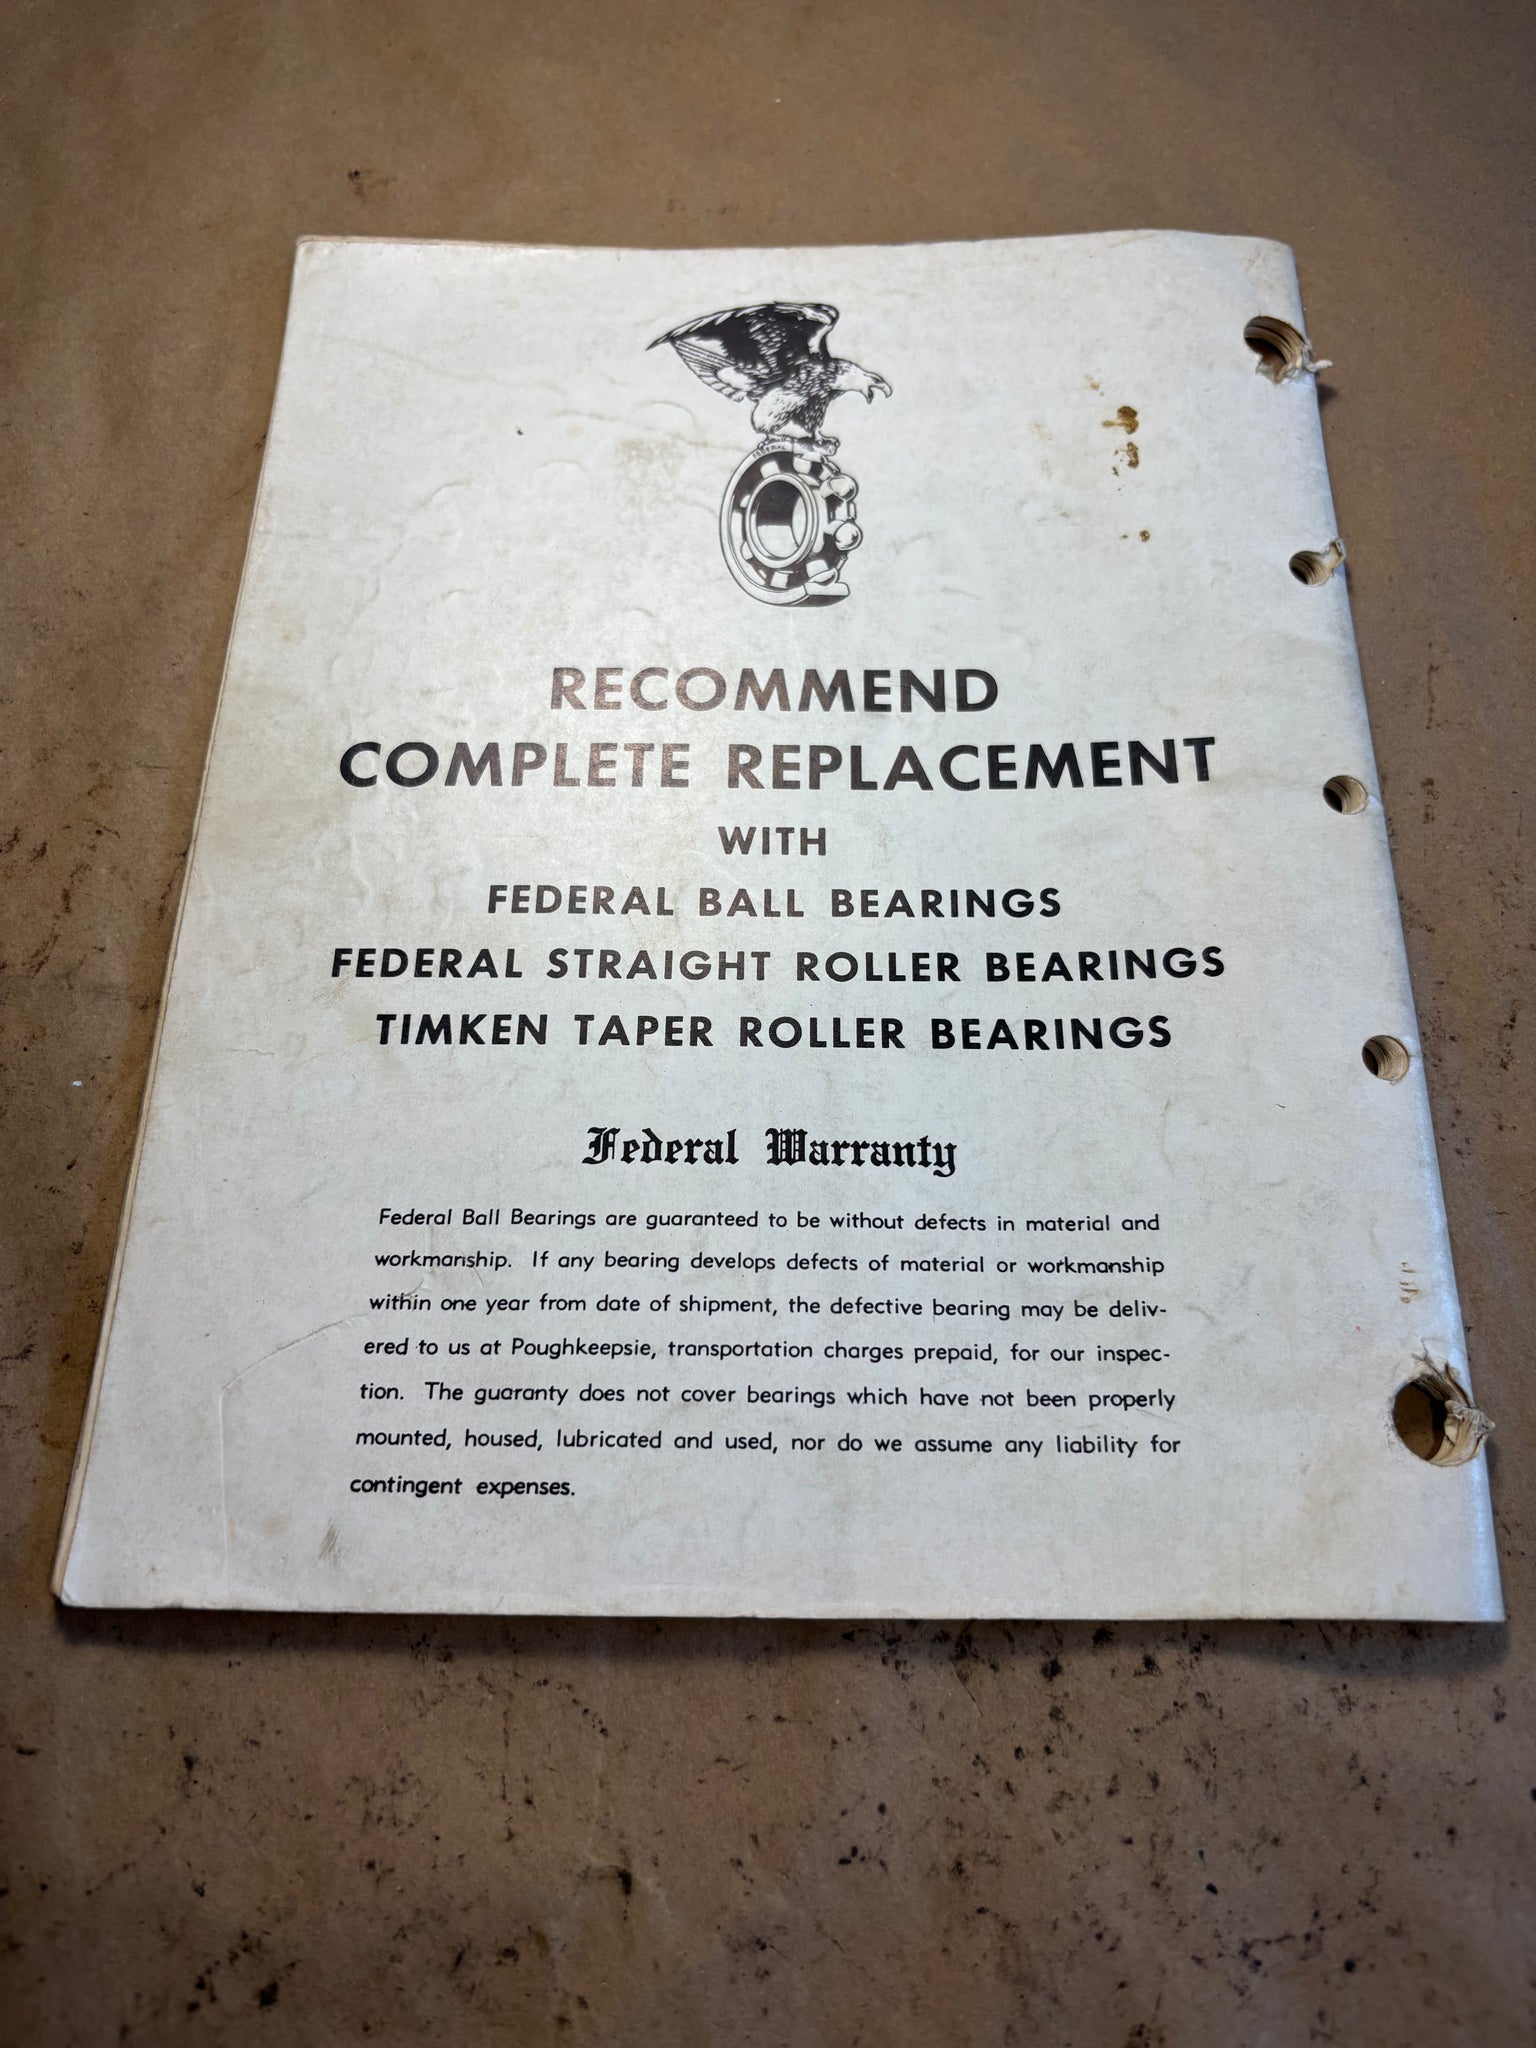 FEDERAL
RECOMMEND
COMPLETE REPLACEMENT
WITH
FEDERAL BALL BEARINGS
FEDERAL STRAIGHT ROLLER BEARINGS
TIMKEN TAPER ROLLER BEARINGS
Federal Warranty
Federal Ball Bearings are guaranteed to be without defects in material and
workmanship. If any bearing develops defects of material or workmanship
within one year from date of shipment, the defective bearing may be deliv-
ered to us at Poughkeepsie, transportation charges prepaid, for our inspec-
tion. The guaranty does not cover bearings which have not been properly
mounted, housed, lubricated and used, nor do we assume any liability for
contingent expenses.